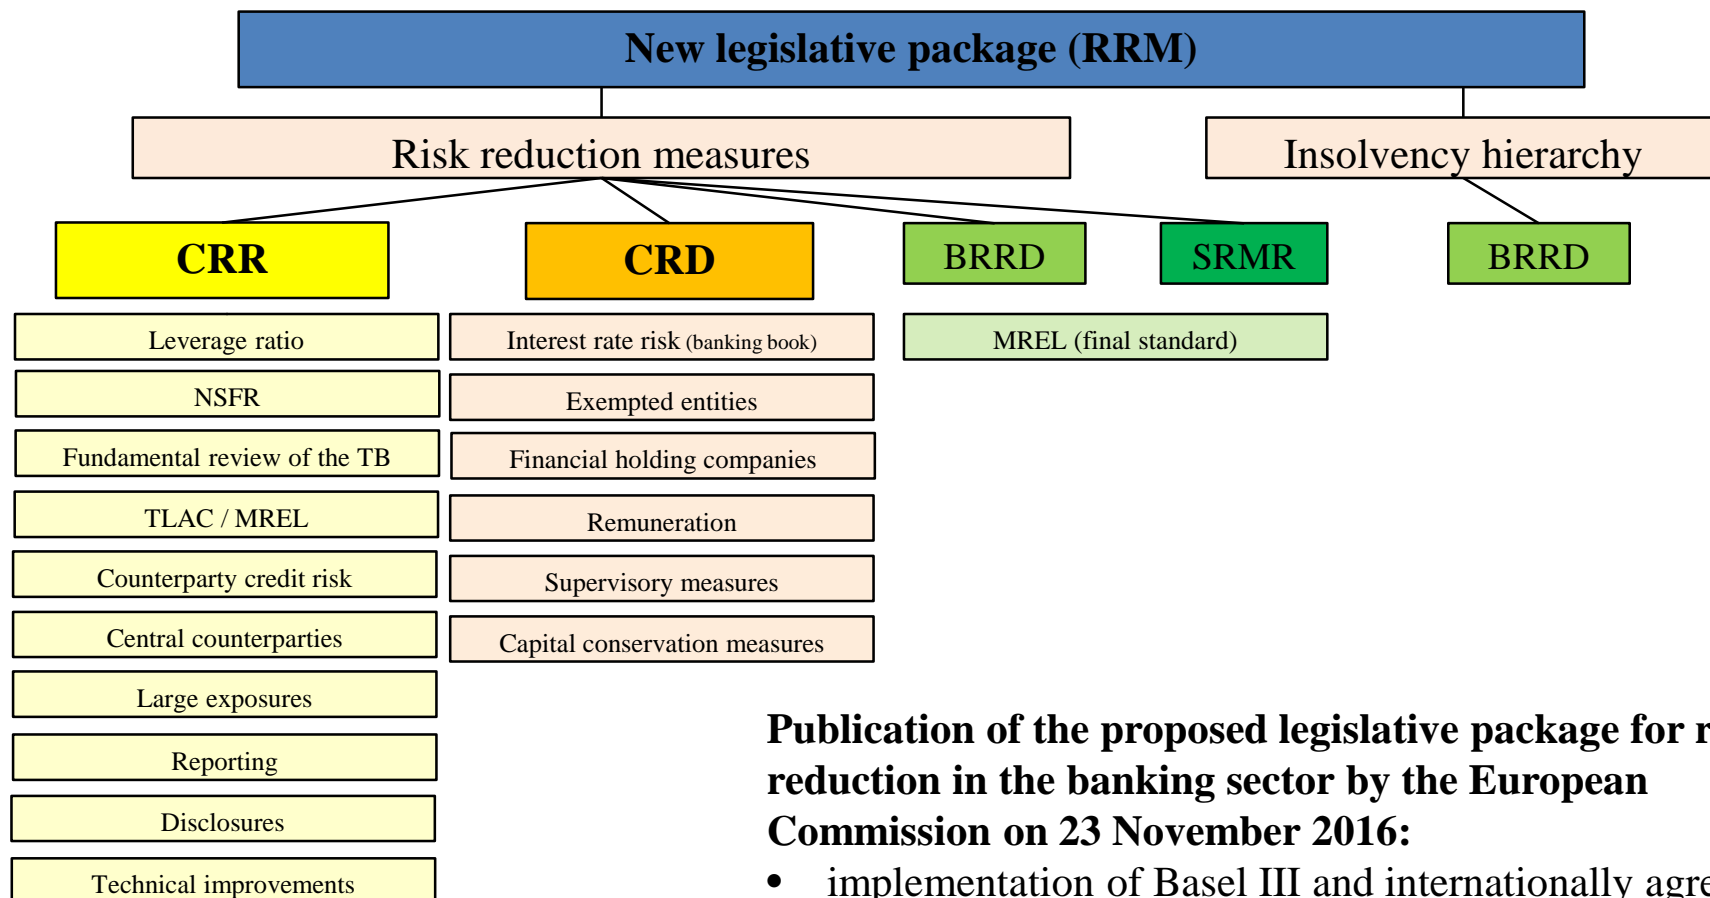 New legislative package (RRM)
Risk reduction measures
Insolvency hierarchy
CRR
CRD
BRRD
SRMR
BRRD
Leverage ratio
NSFR
Fundamental review of the TB
TLAC / MREL
Counterparty credit risk
Central counterparties
Large exposures
Reporting
Disclosures
Technical improvements
Interest rate risk (banking book)
Exempted entities
Financial holding companies
Remuneration
Supervisory measures
Capital conservation measures
MREL (final standard)
Publication of the proposed legislative package for
reduction in the banking sector by the European
Commission on 23 November 2016:
• implementation of Basel III and internationally